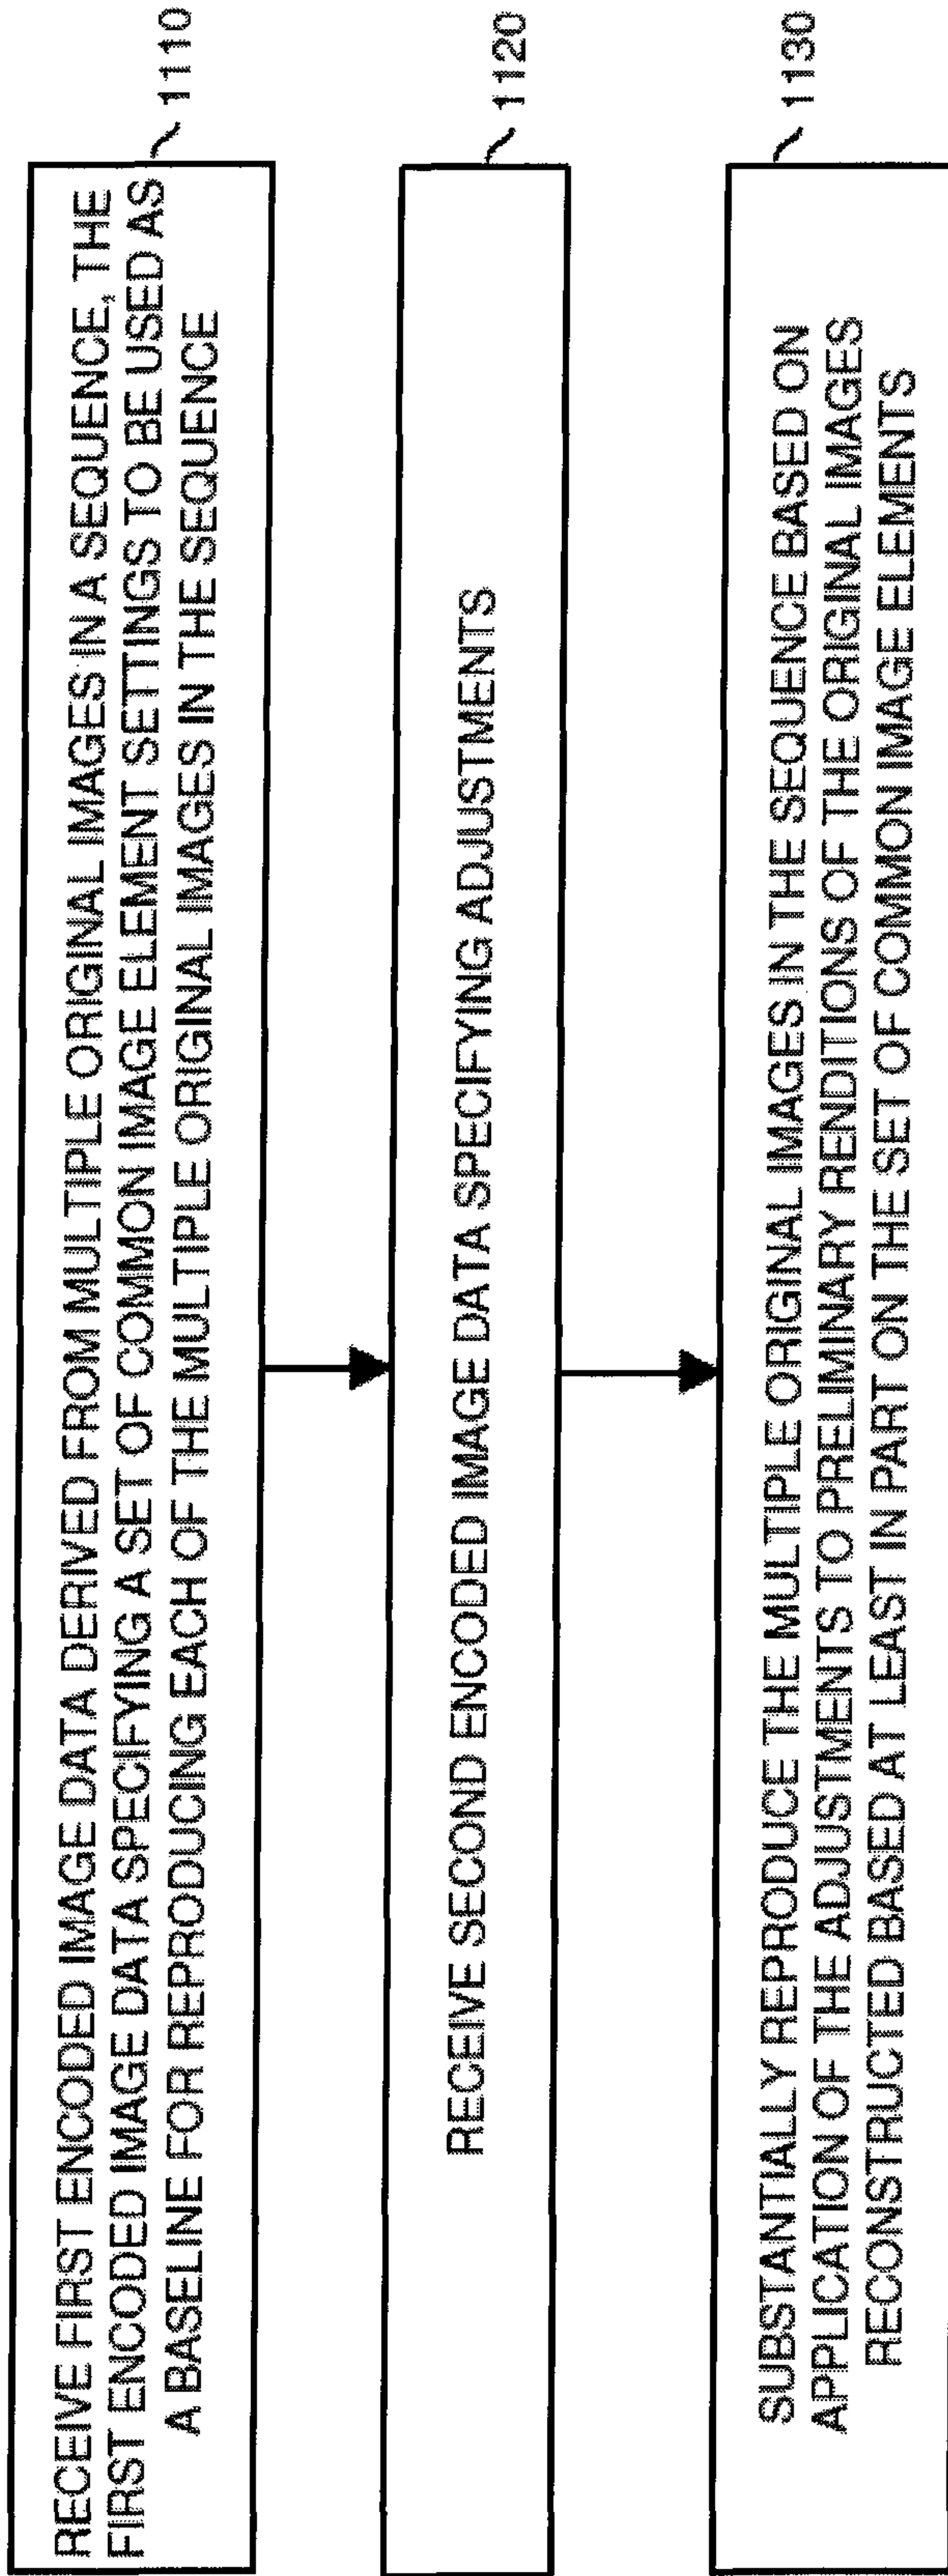 RECEIVE FIRST ENCODED IMAGE DATA DERIVED FROM MULTIPLE ORIGINAL IMAGES IN A SEQUENCE, THE
FIRST ENCODED IMAGE DATA SPECIFYING A SET OF COMMON IMAGE ELEMENT SETTINGS TO BE USED AS
A BASELINE FOR REPRODUCING EACH OF THE MULTIPLE ORIGINAL IMAGES IN THE SEQUENCE
1110
RECEIVE SECOND ENCODED IMAGE DATA SPECIFYING ADJUSTMENTS
1120
SUBSTANTIALLY REPRODUCE THE MULTIPLE ORIGINAL IMAGES IN THE SEQUENCE BASED ON
APPLICATION OF THE ADJUSTMENTS TO PRELIMINARY RENDITIONS OF THE ORIGINAL IMAGES
RECONSTRUCTED BASED AT LEAST IN PART ON THE SET OF COMMON IMAGE ELEMENTS
1130